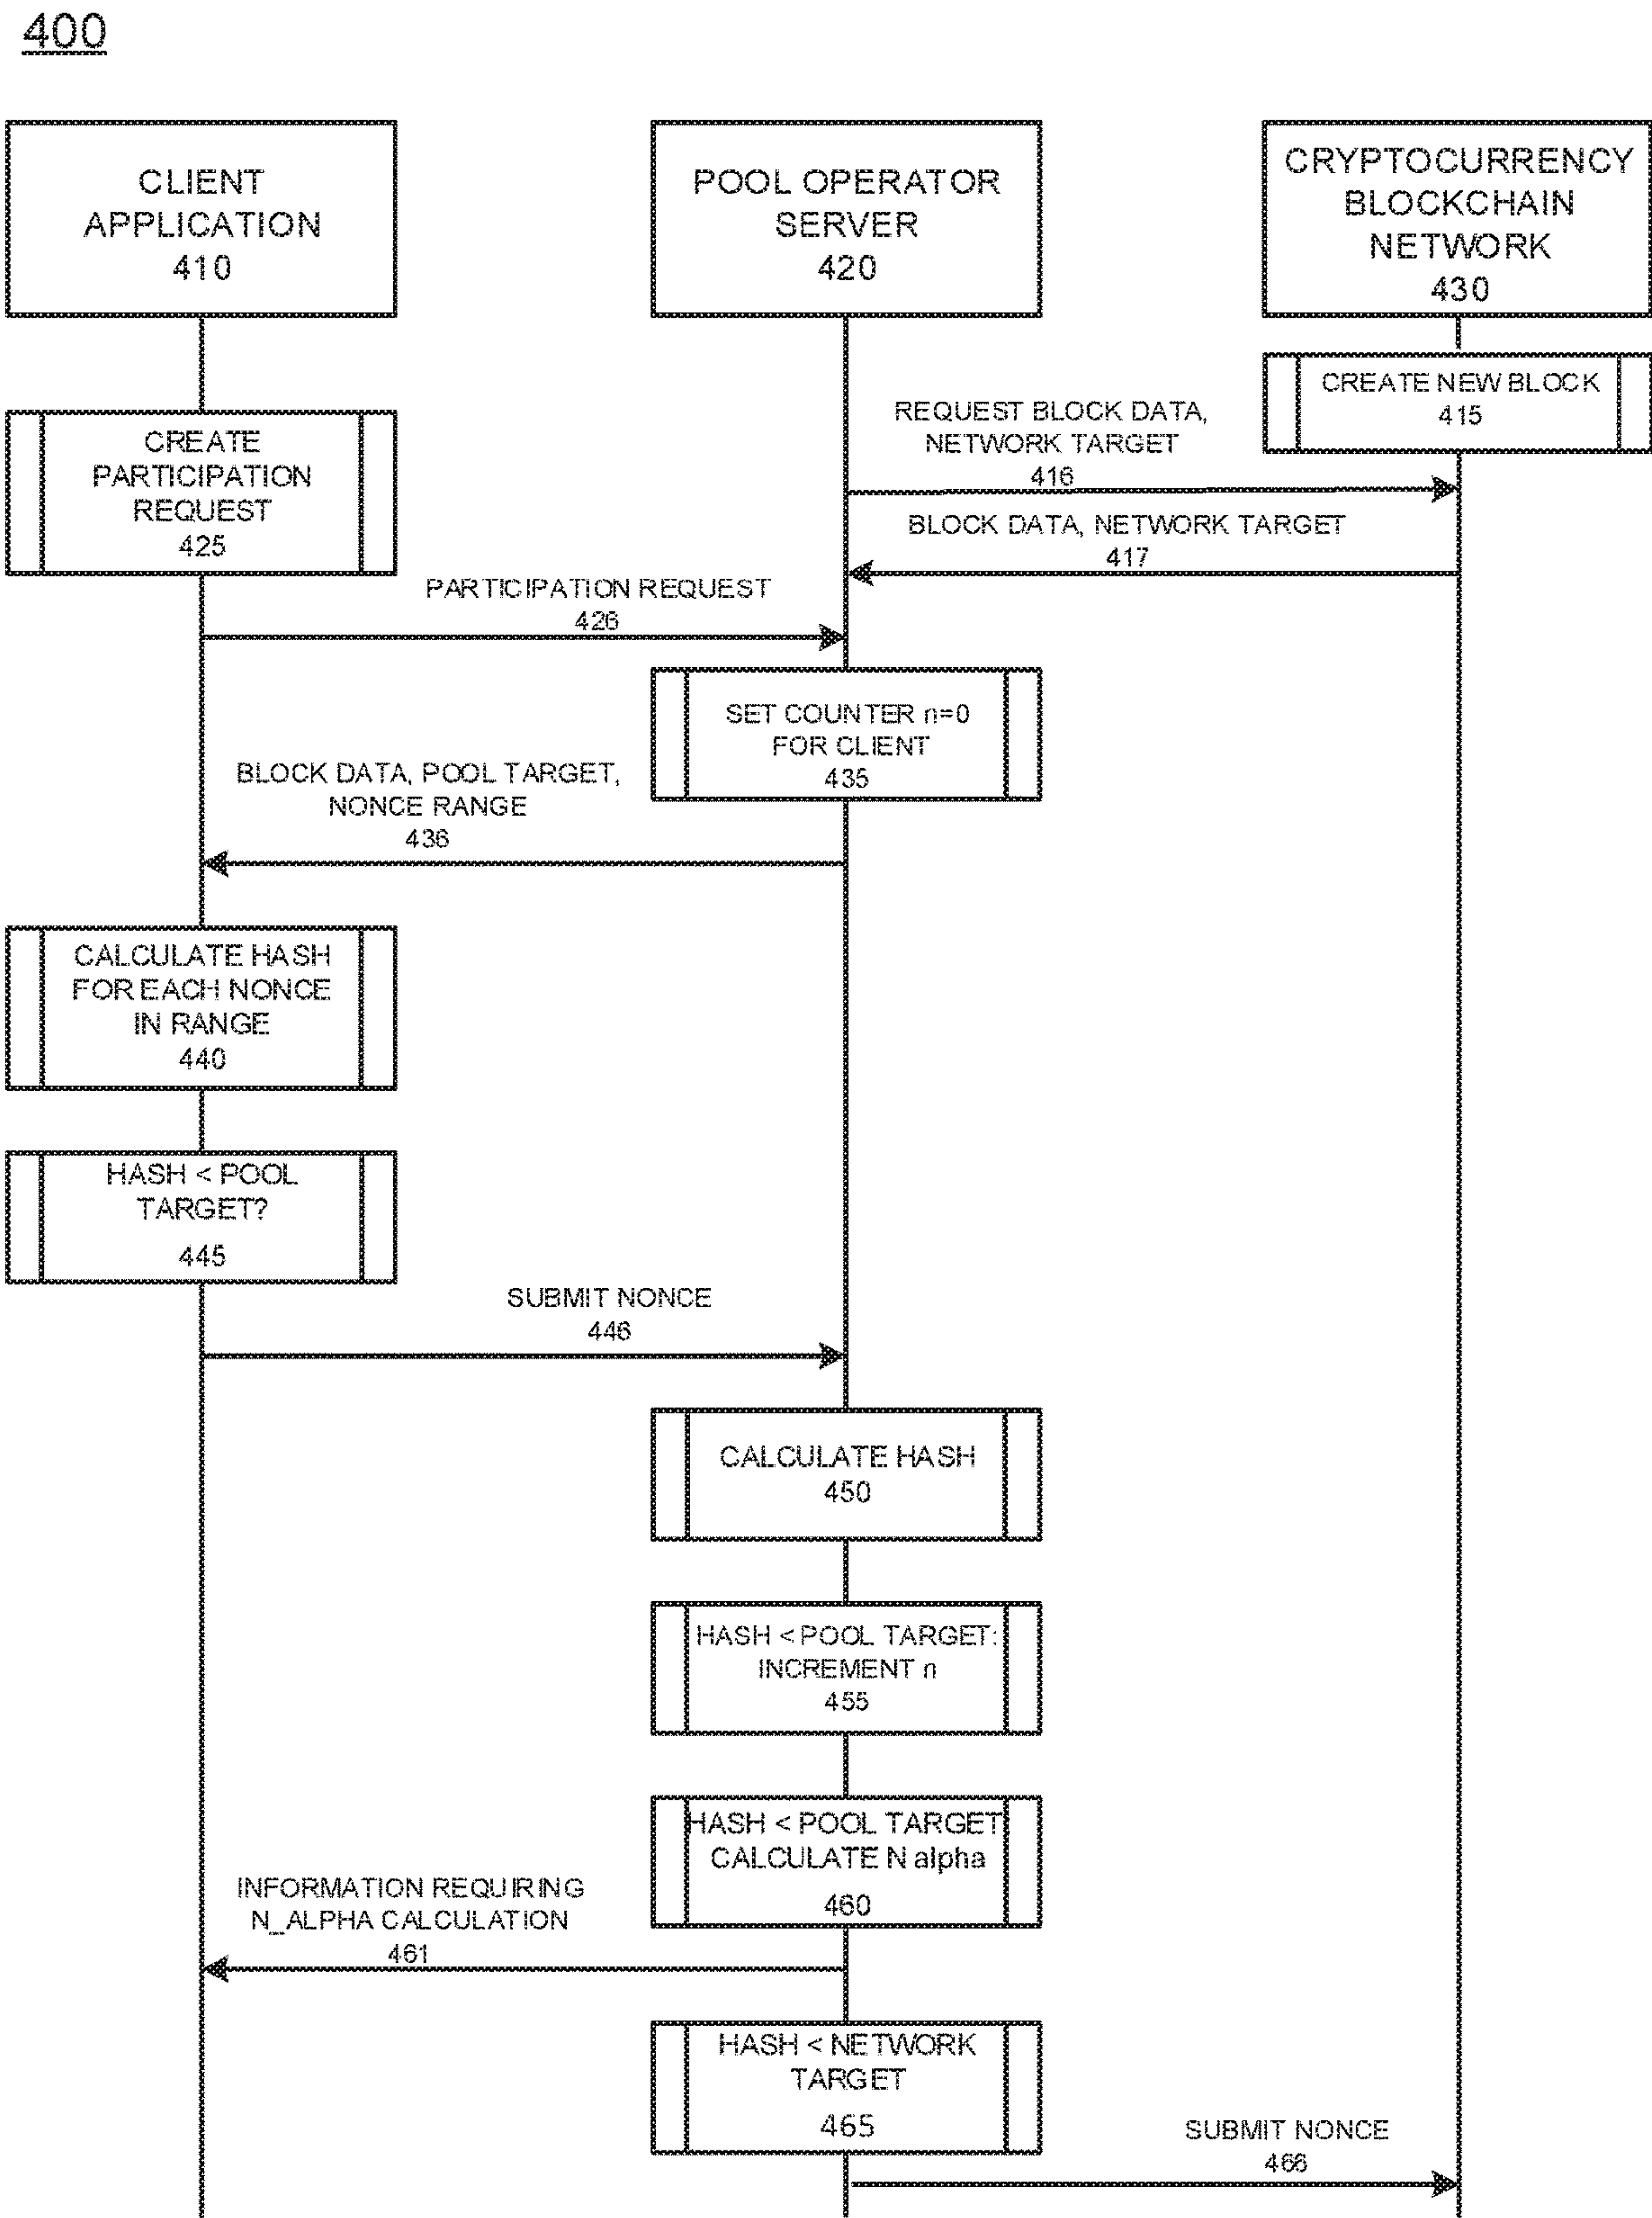 400
CLIENT
APPLICATION
410
POOL OPERATOR
SERVER
420
CRYPTOCURRENCY
BLOCKCHAIN
NETWORK
430
CREATE NEW BLOCK
415
REQUEST BLOCK DATA,
NETWORK TARGET
416
CREATE
PARTICIPATION
REQUEST
425
BLOCK DATA, NETWORK TARGET
417
PARTICIPATION REQUEST
426
SET COUNTER n=0
FOR CLIENT
435
BLOCK DATA, POOL TARGET,
NONCE RANGE
436
CALCULATE HASH
FOR EACH NONCE
IN RANGE
440
HASH < POOL
TARGET?
445
SUBMIT NONCE
446
CALCULATE HASH
450
HASH < POOL TARGET:
INCREMENT n
455
HASH < POOL TARGET
CALCULATE N alpha
460
INFORMATION REQUIRING
N_ALPHA CALCULATION
461
HASH < NETWORK
TARGET
465
SUBMIT NONCE
466